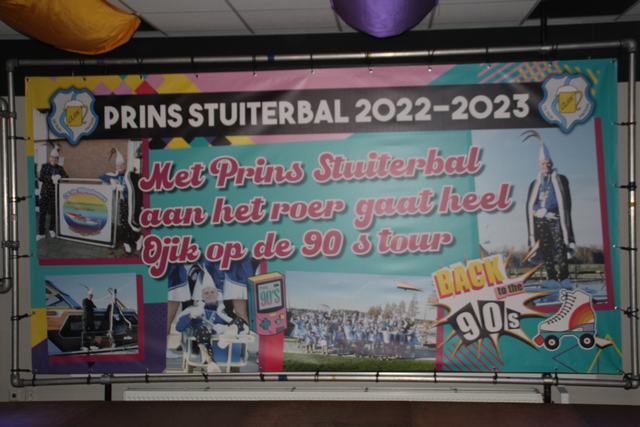 PRINS STUITERBAL 2022-2023
Met Prins Stuiterbal
aan het roer gaat heel
Ojik op de 90 s tour
90'S
BACK
to the
90s